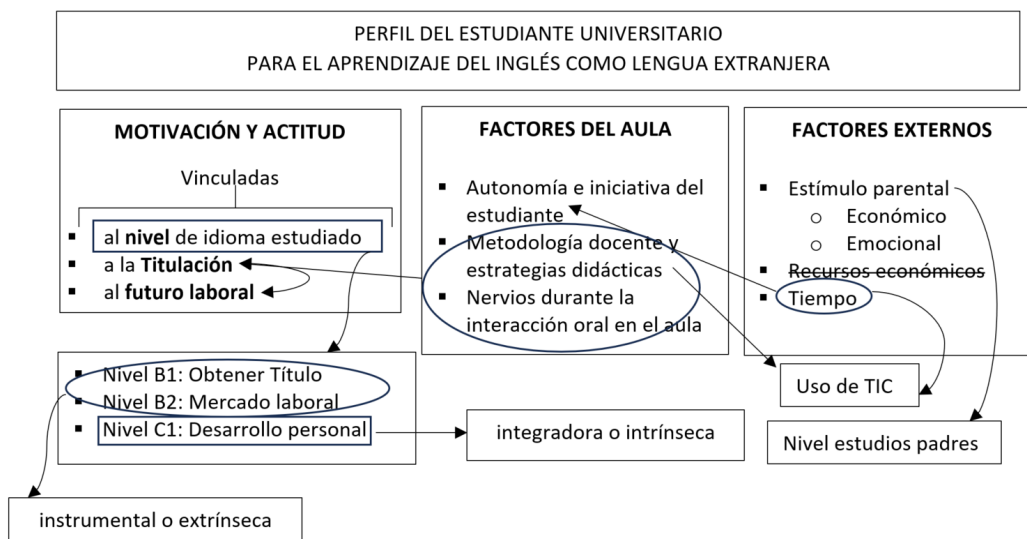 PERFIL DEL ESTUDIANTE UNIVERSITARIO
PARA EL APRENDIZAJE DEL INGLÉS COMO LENGUA EXTRANJERA
MOTIVACIÓN Y ACTITUD
Vinculadas
▪ al nivel de idioma estudiado
▪ a la Titulación
▪ al futuro laboral
▪ Nivel B1: Obtener Título
▪ Nivel B2: Mercado laboral
▪ Nivel C1: Desarrollo personal
instrumental o extrínseca
integradora o intrínseca
FACTORES DEL AULA
▪ Autonomía e iniciativa del
estudiante
▪ Metodología docente y
estrategias didácticas
▪ Nervios durante la
interacción oral en el aula
FACTORES EXTERNOS
▪ Estímulo parental
o Económico
o Emocional
▪ Recursos económicos
▪ Tiempo
Uso de TIC
Nivel estudios padres